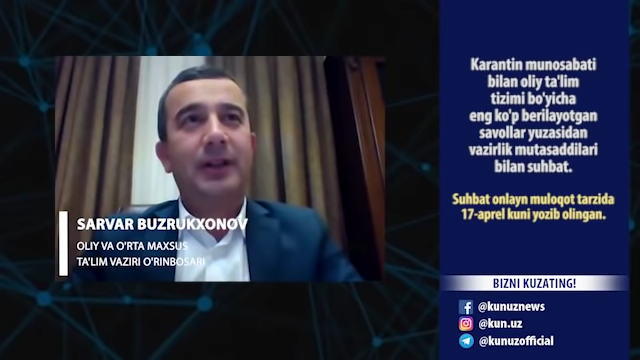 SARVAR BUZRUKXONOV
OLIY VA O'RTA MAXSUS
TA'LIM VAZIRI O'RINBOSARI
Karantin munosabati
bilan oliy ta'lim
tizimi bo'yicha
eng ko'p berilayotgan
savollar yuzasidan
vazirlik mutasaddilari
bilan suhbat.
Suhbat onlayn muloqot tarzida
17-aprel kuni yozib olingan.
BIZNI KUZATING!
@kunuznews
@kun.uz
@kunuzofficial